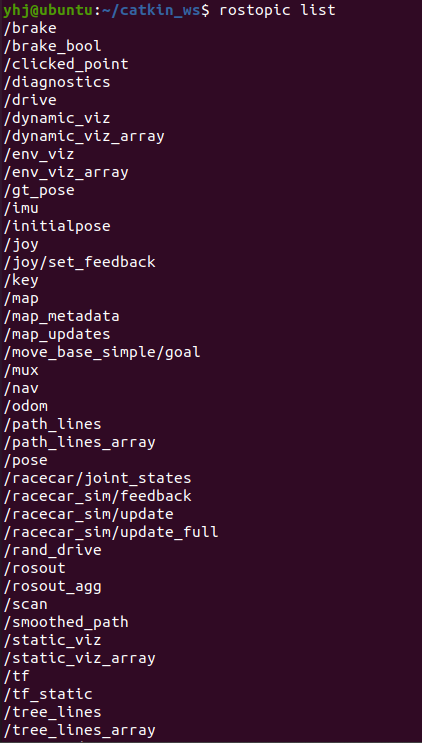 yhj@ubuntu:~/catkin_ws$ rostopic list
/brake
/brake_bool
/clicked_point
/diagnostics
/drive
/dynamic_viz
/dynamic_viz_array
/env_viz
/env_viz_array
/gt_pose
/imu
/initialpose
/joy
/joy/set_feedback
/key
/map
/map_metadata
/map_updates
/move_base_simple/goal
/mux
/nav
/odom
/path_lines
/path_lines_array
/pose
/racecar/joint_states
/racecar_sim/feedback
/racecar_sim/update
/racecar_sim/update_full
/rand_drive
/rosout
/rosout_agg
/scan
/smoothed_path
/static_viz
/static_viz_array
/tf
/tf_static
/tree_lines
/tree_lines_array